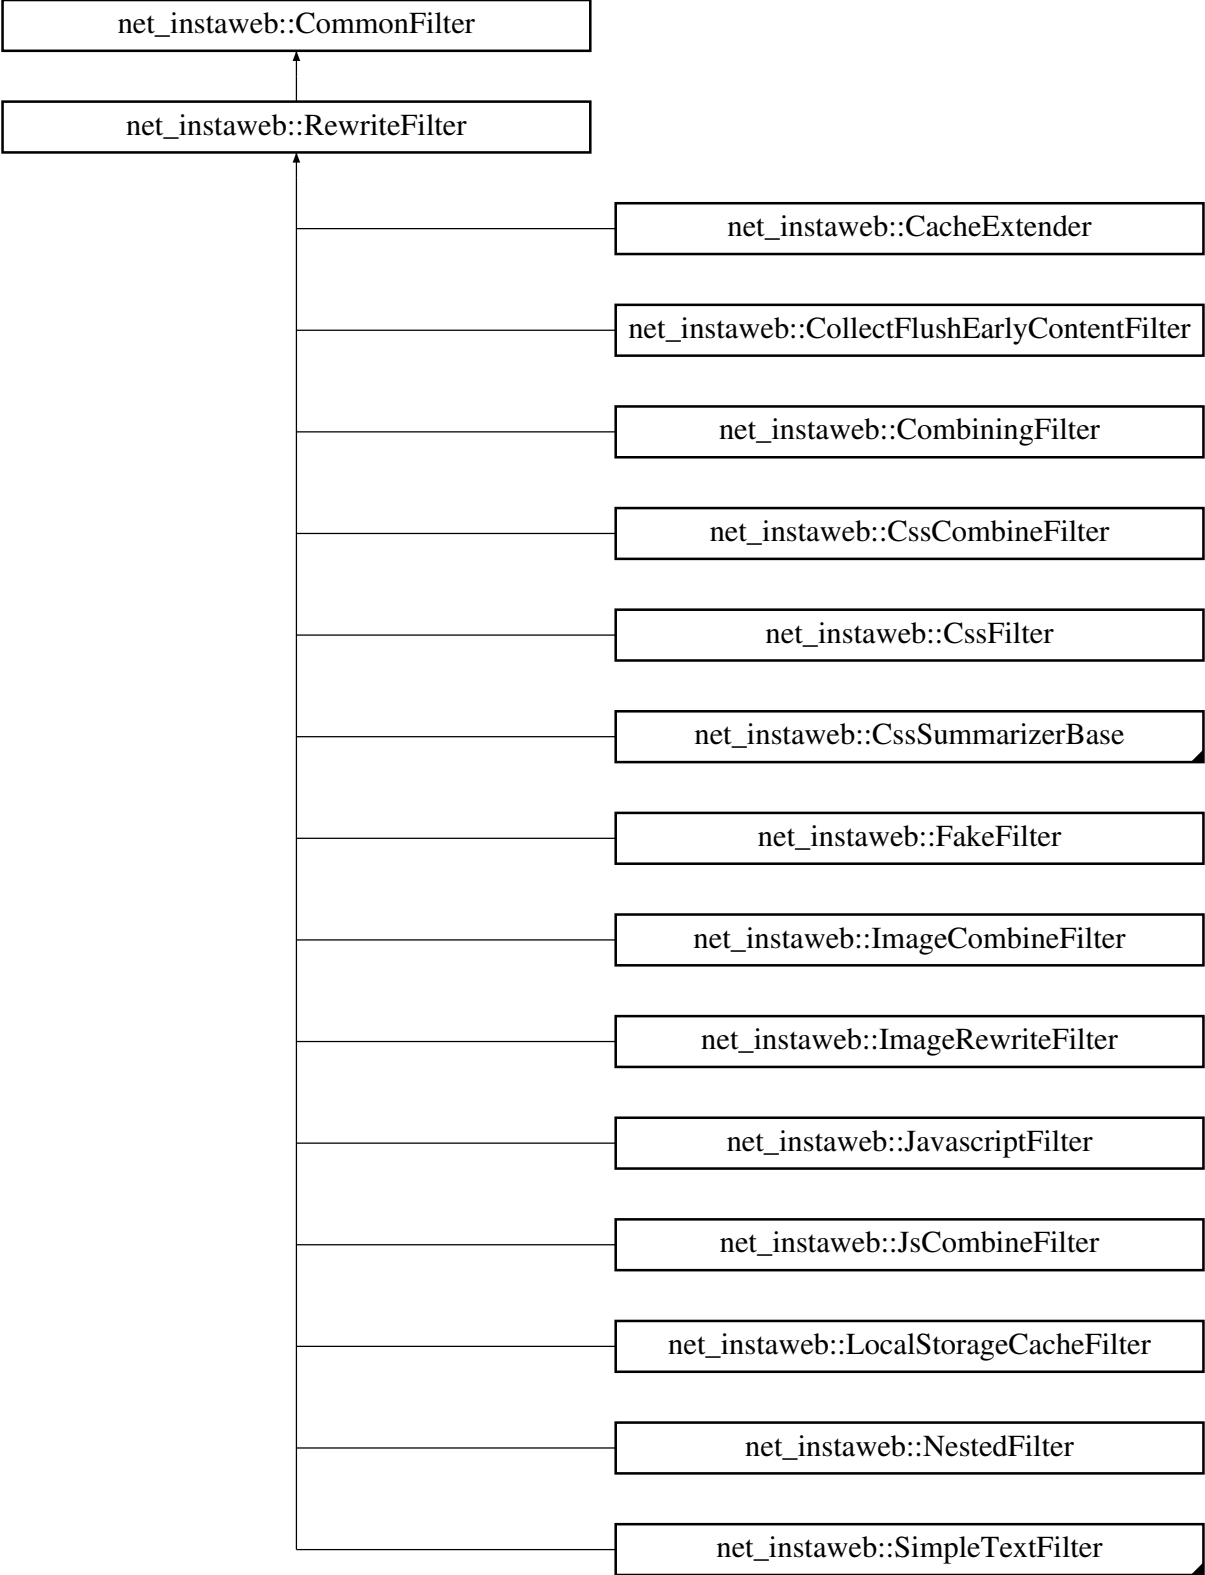 net_instaweb::CommonFilter
net_instaweb::RewriteFilter
net_instaweb::CacheExtender
net_instaweb::CollectFlushEarlyContentFilter
net_instaweb::CombiningFilter
net_instaweb::CssCombineFilter
net_instaweb::CssFilter
net_instaweb::CssSummarizerBase
net_instaweb::FakeFilter
net_instaweb::ImageCombineFilter
net_instaweb::ImageRewriteFilter
net_instaweb::JavascriptFilter
net_instaweb::JsCombineFilter
net_instaweb::LocalStorageCacheFilter
net_instaweb::NestedFilter
net_instaweb::SimpleTextFilter